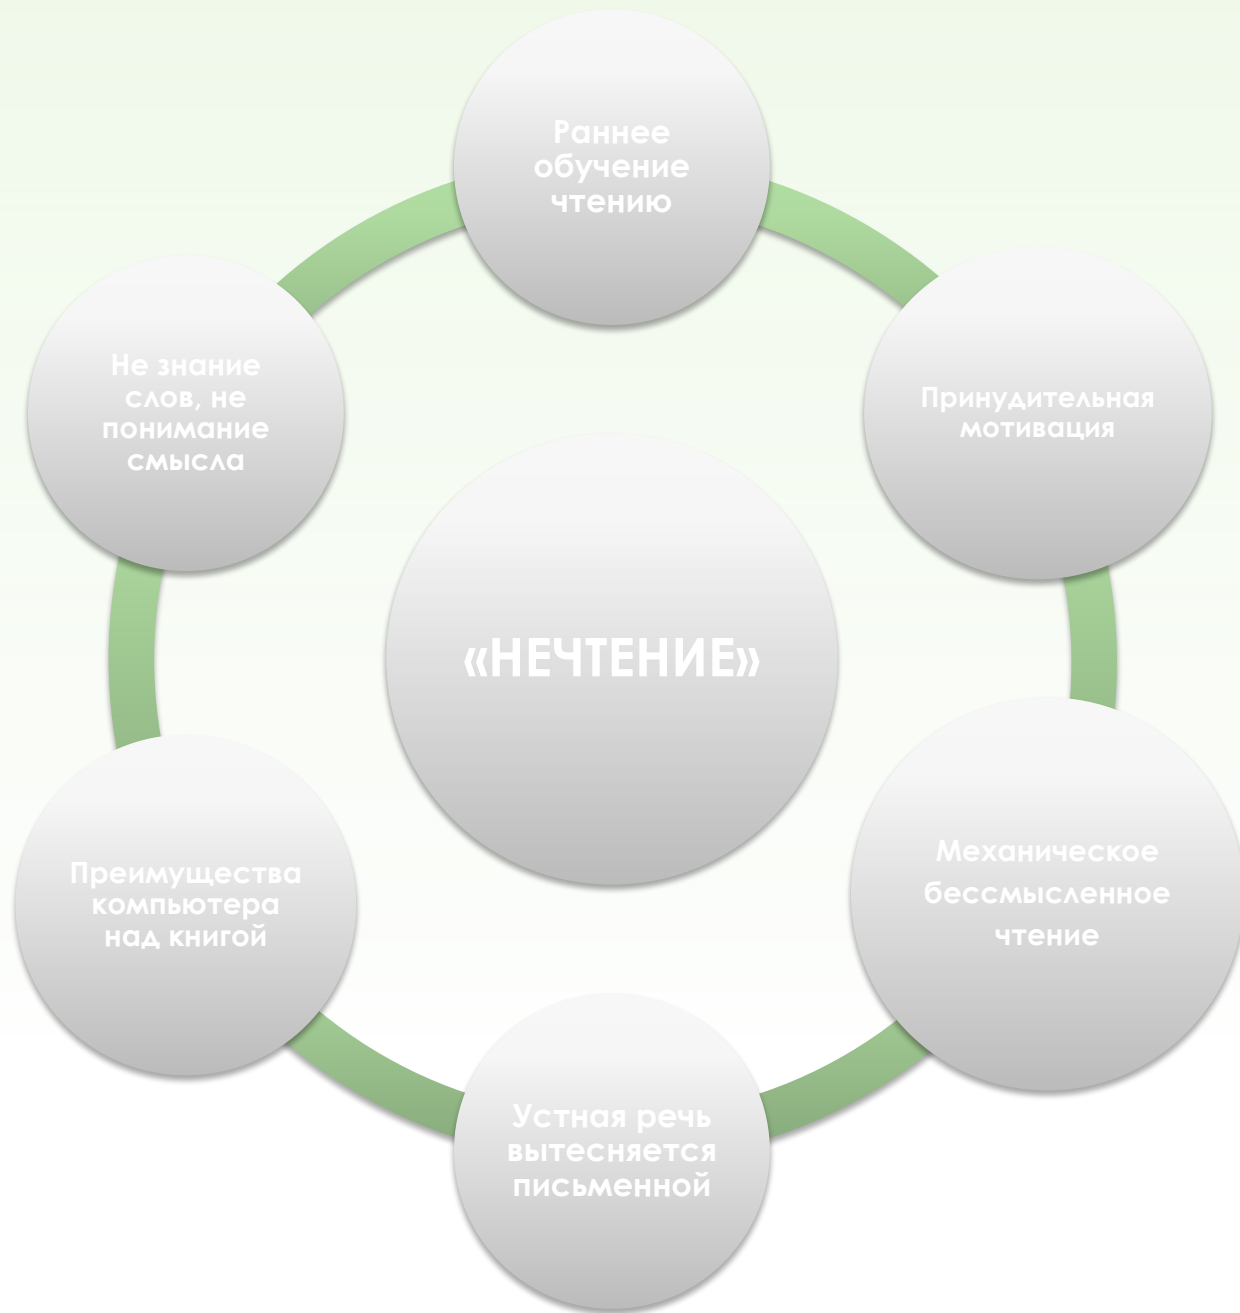 Раннее
обучение
чтению
Принудительная
мотивация
Механическое
бессмысленное
чтение
Устная речь
вытесняется
письменной
Преимущества
компьютера
над книгой
Не знание
слов, не
понимание
смысла
«НЕЧТЕНИЕ»